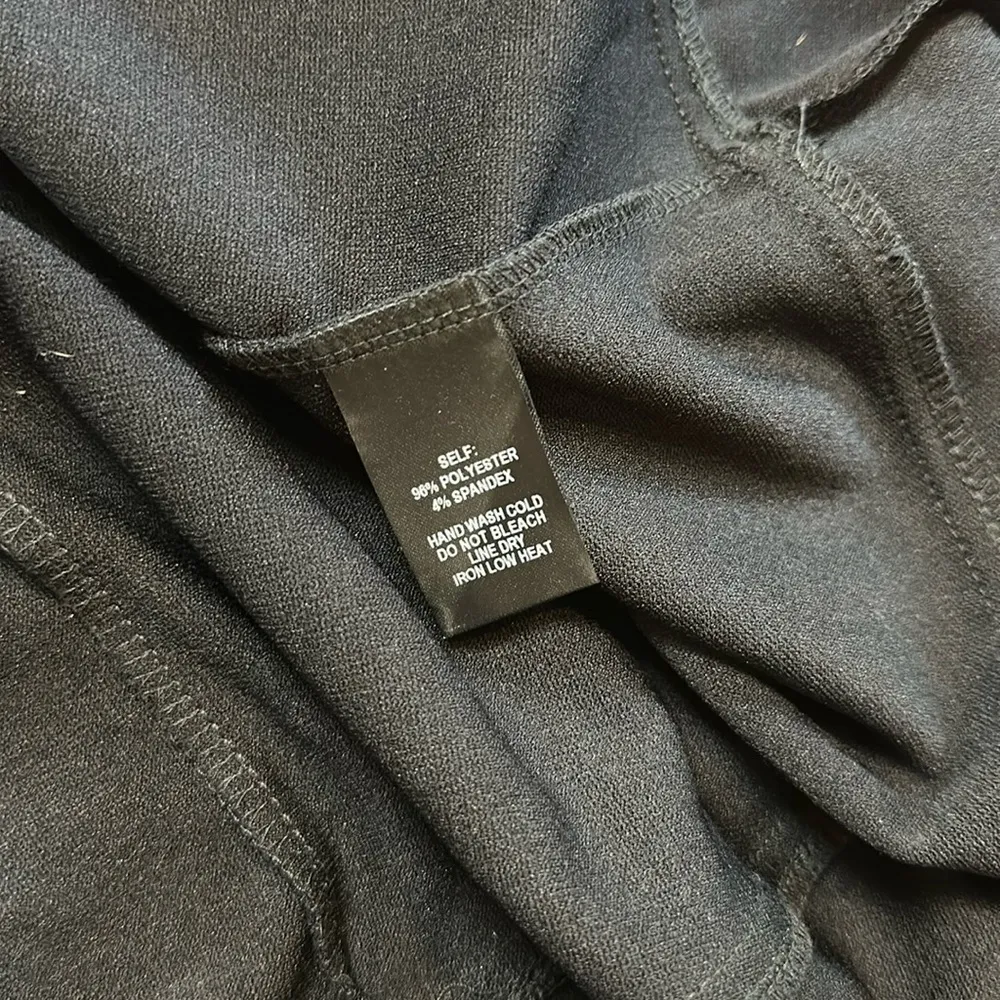 SELF:
96% POLYESTER
4% SPANDEX
HAND WASH COLD
DO NOT BLEACH
LINE DRY
IRON LOW HEAT